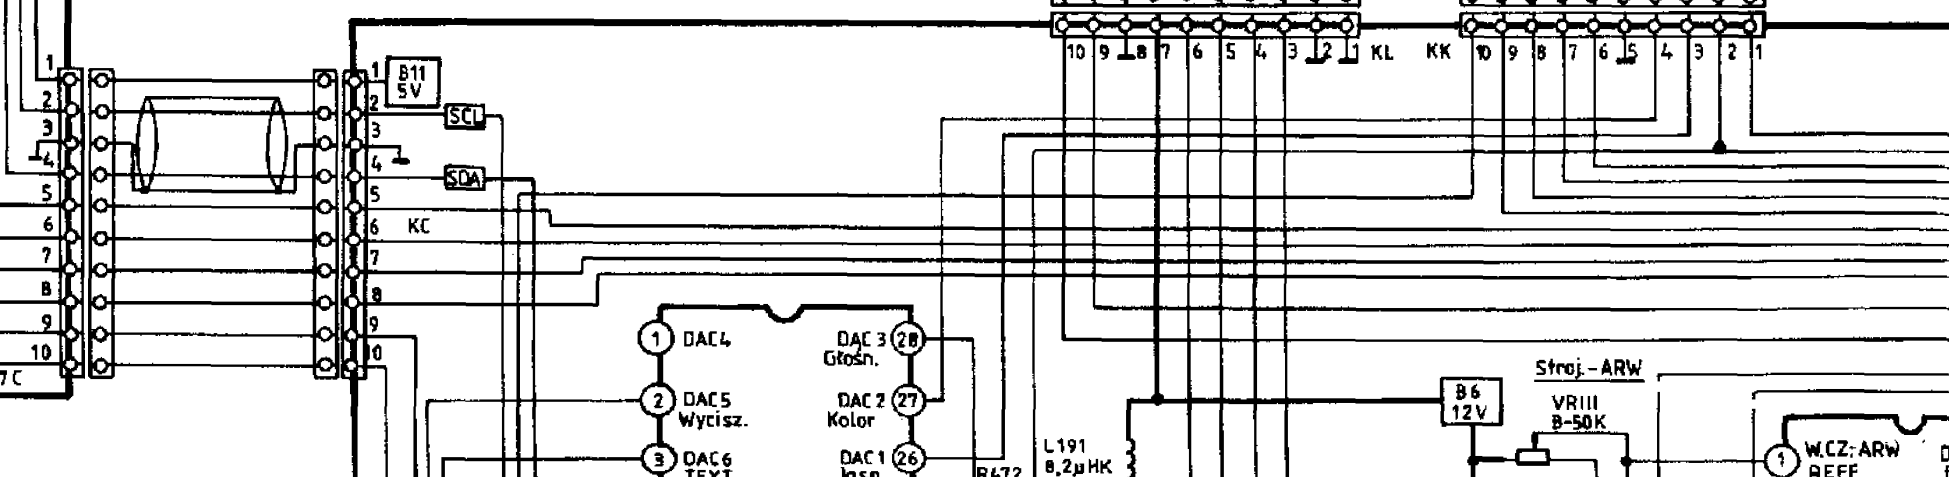 10 9 8 7 6 5 4 3 2 1 KL KK 10 9 8 7 6 5 4 3 2 1
1
2
3
4
5
6
7
8
9
10
7C
1
2
3
4
5
6
7
8
9
10
B11
5V
SCL
SDA
KC
1 DAC4
2 DAC5
Wycisz.
3 DAC6
TEXT
DAC 3 28
Głośn.
DAC 2 27
Kolor
DAC 1 26
R472
L191
8,2µHK
B6
12V
Stroj.-ARW
VRIII
B-50K
1 W.CZ-ARW